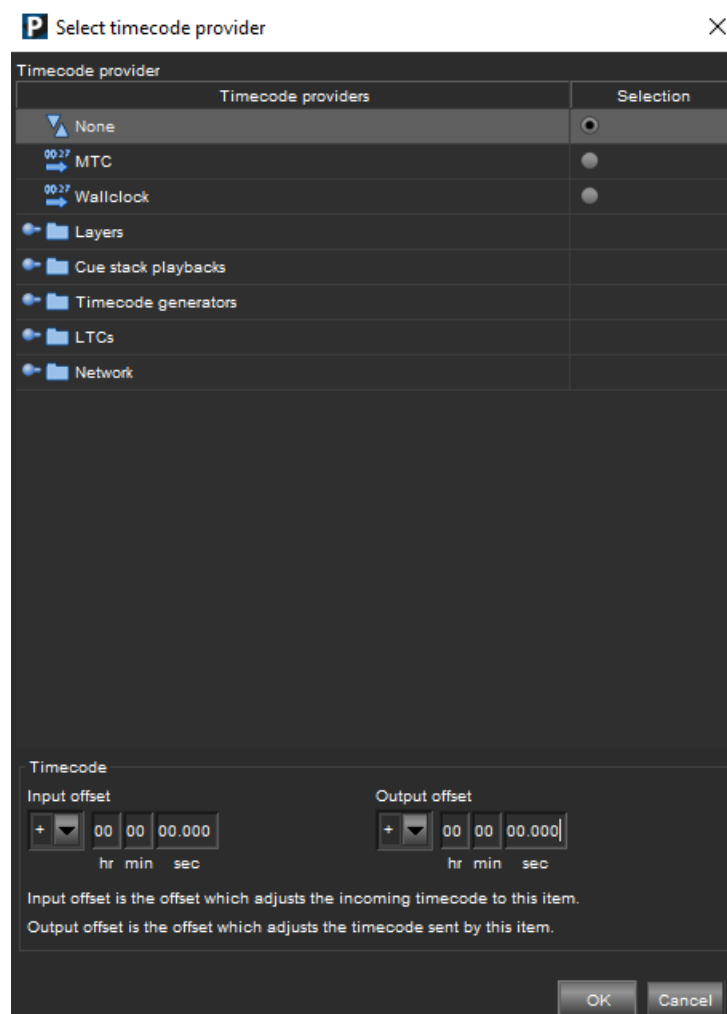 P Select timecode provider
Timecode provider
Timecode providers Selection
None
00:27 MTC
00:27 Wallclock
Layers
Cue stack playbacks
Timecode generators
LTCs
Network
Timecode
Input offset Output offset
+ 00 00 00.000 + 00 00 00.000
hr min sec hr min sec
Input offset is the offset which adjusts the incoming timecode to this item.
Output offset is the offset which adjusts the timecode sent by this item.
OK Cancel